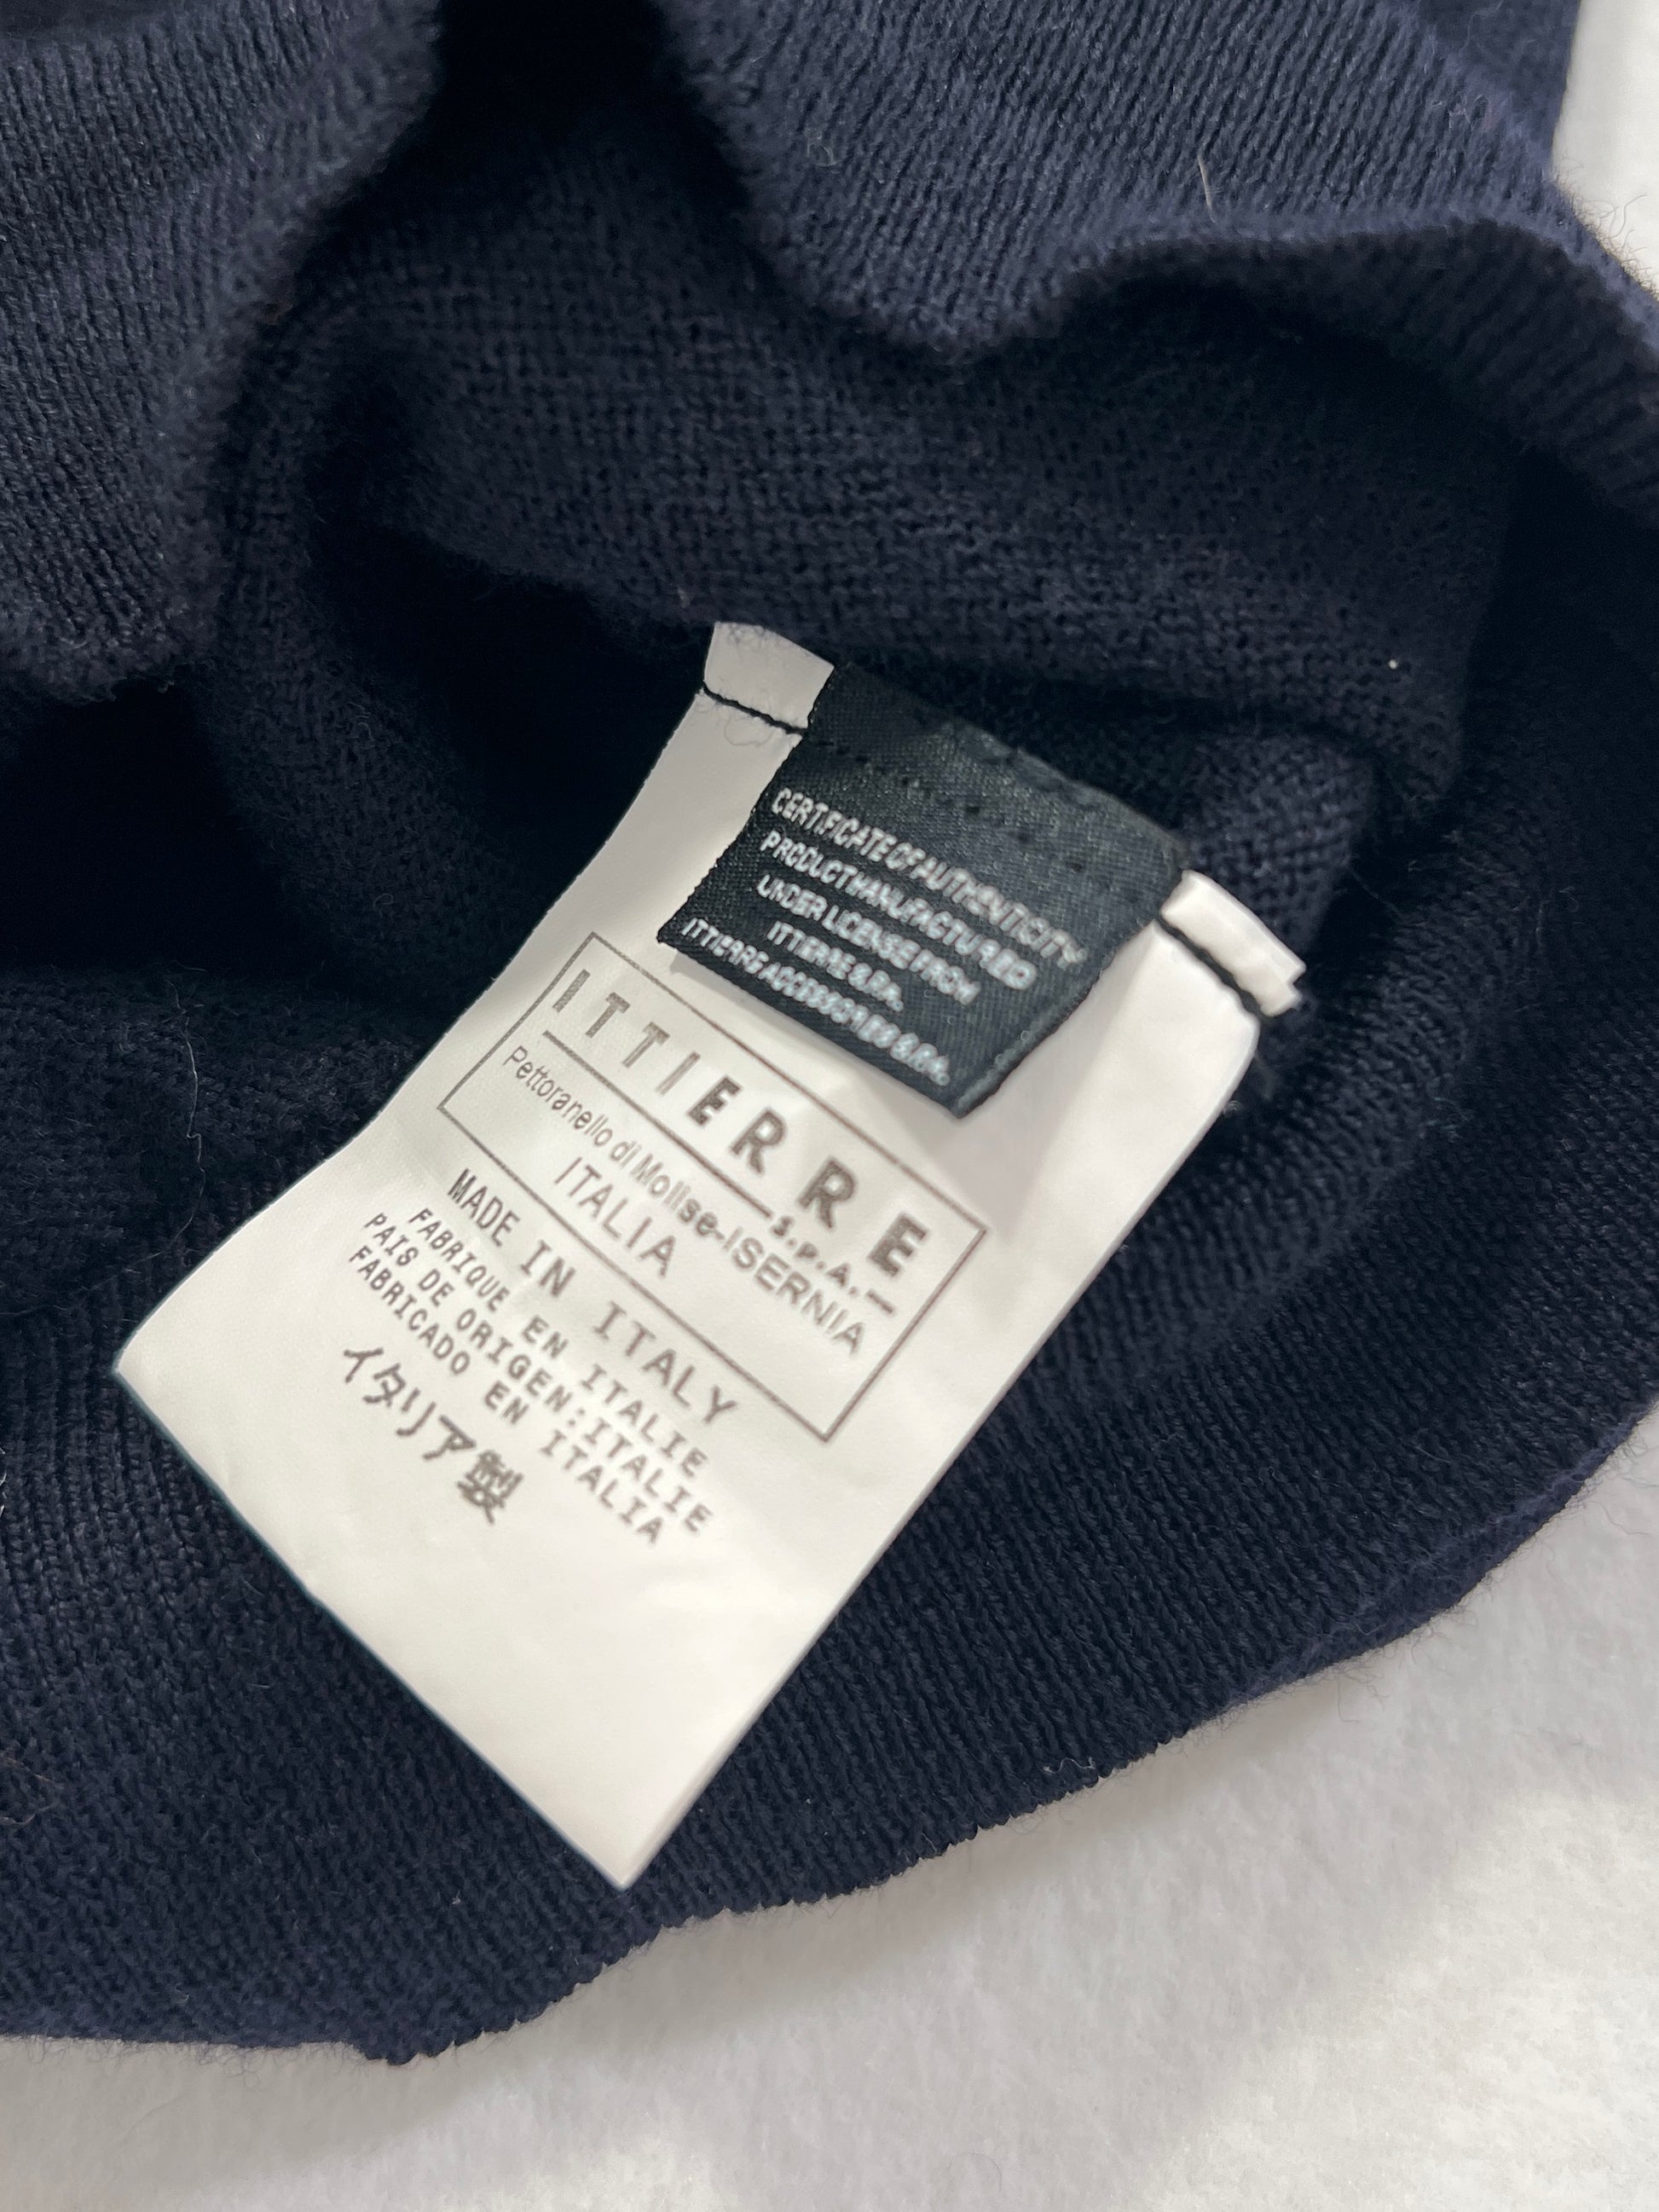 CERTIFICATE OF AUTHENTICITY
PRODUCT MANUFACTURED
UNDER LICENSE FROM
ITTIERRE S.P.A.
ITTIERRE ACCESSORIES S.P.A.
ITTIERRE
S.P.A.
Pettoranello di Molise-ISERNIA
ITALIA
MADE IN ITALY
FABRIQUE EN ITALIE
PAIS DE ORIGEN:ITALIE
FABRICADO EN ITALIA
イタリア製